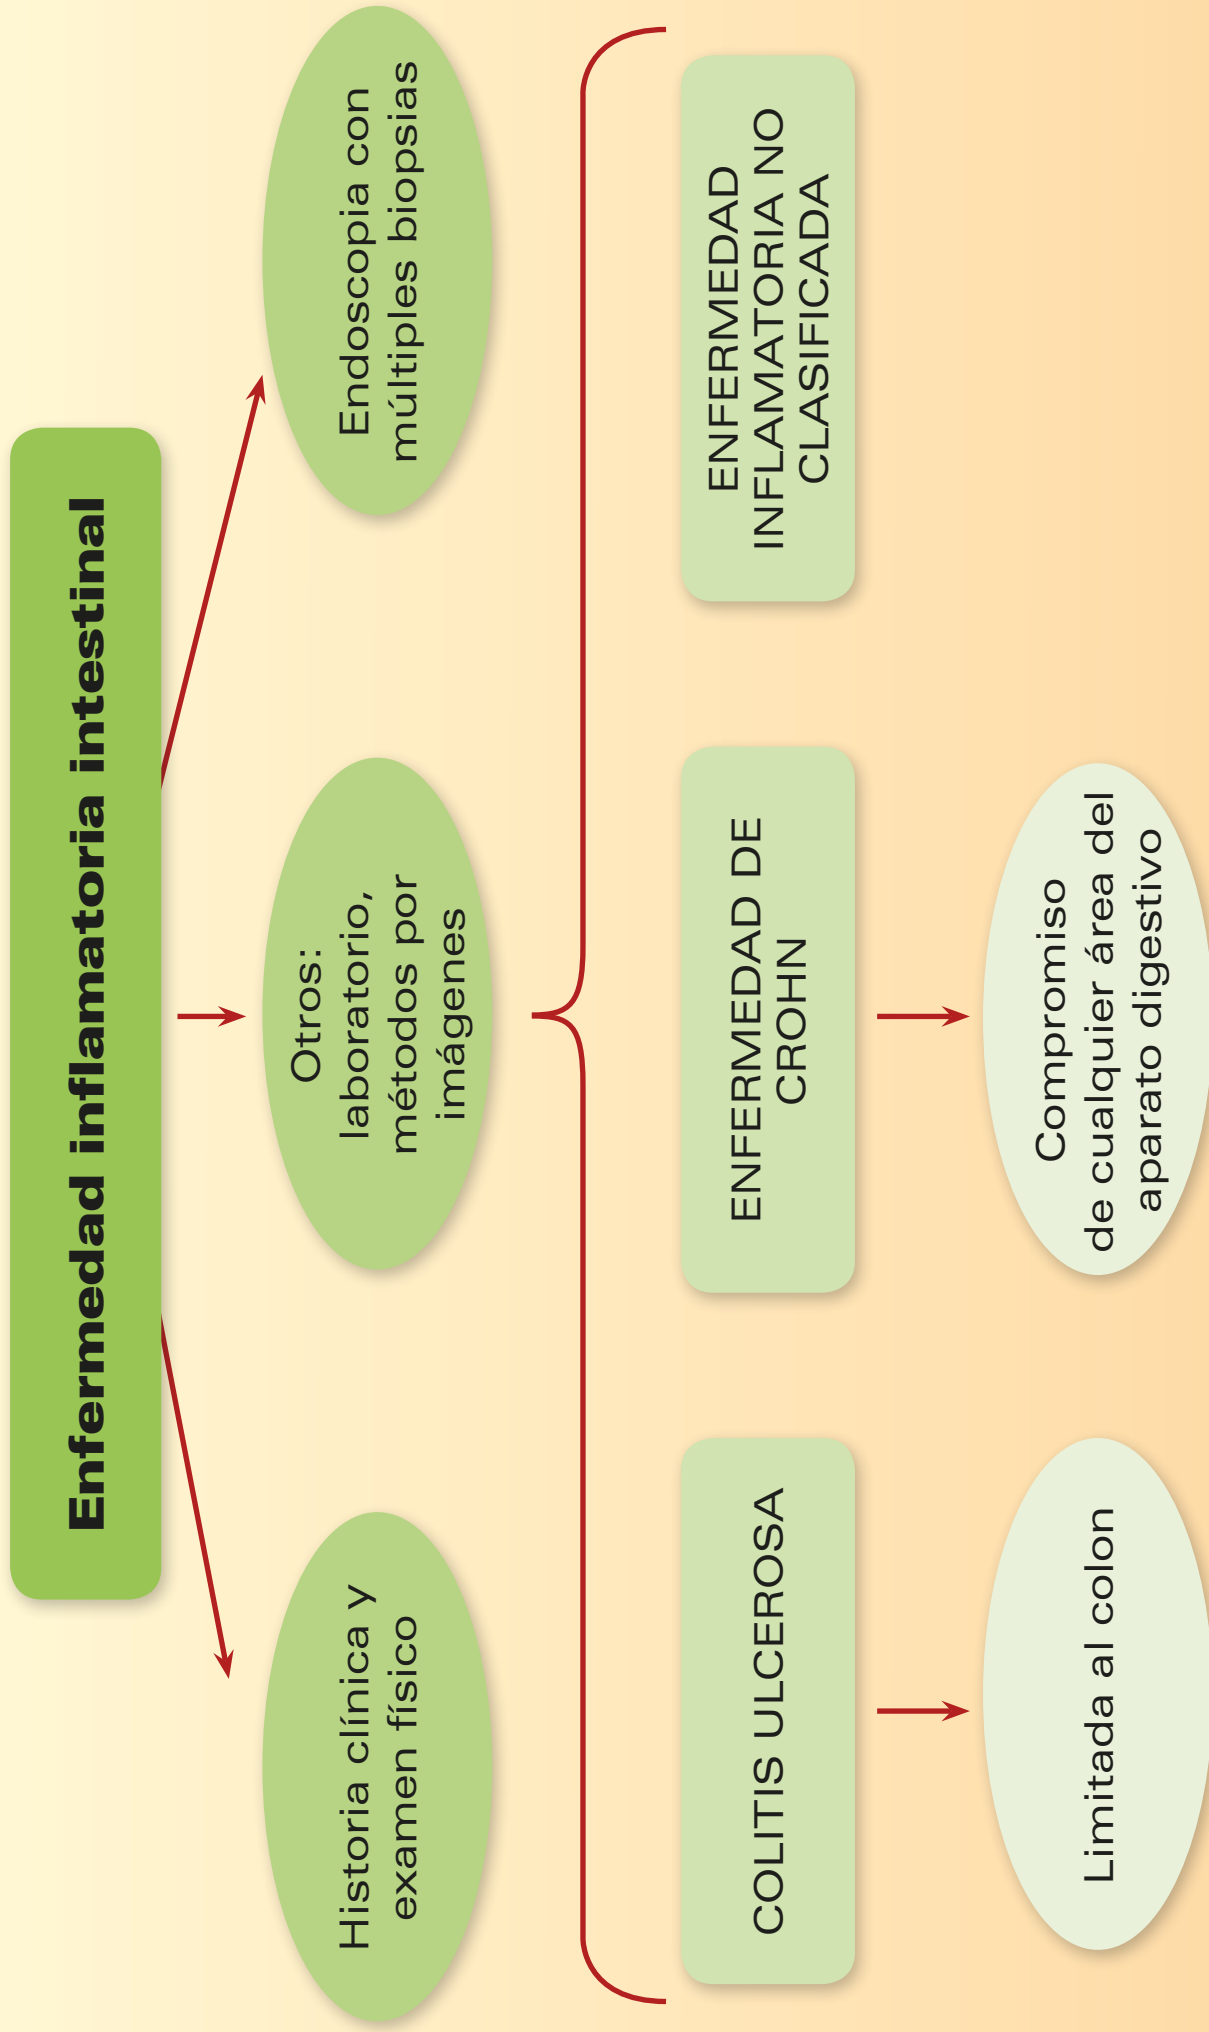 Enfermedad inflamatoria intestinal
Historia clínica y
examen físico
Otros:
laboratorio,
métodos por
imágenes
Endoscopia con
múltiples biopsias
COLITIS ULCEROSA
ENFERMEDAD DE
CROHN
ENFERMEDAD
INFLAMATORIA NO
CLASIFICADA
Limitada al colon
Compromiso
de cualquier área del
aparato digestivo